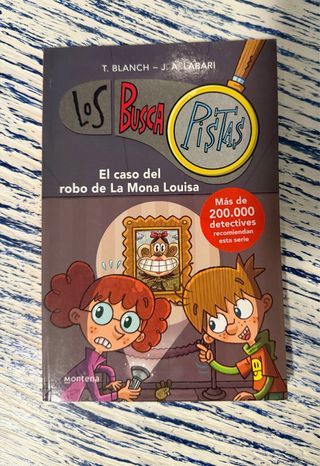 T. BLANCH – J. A. LABARI
LOS BUSCA PISTAS
El caso del
robo de La Mona Louisa
Más de
200.000
detectives
recomiendan
esta serie
montena